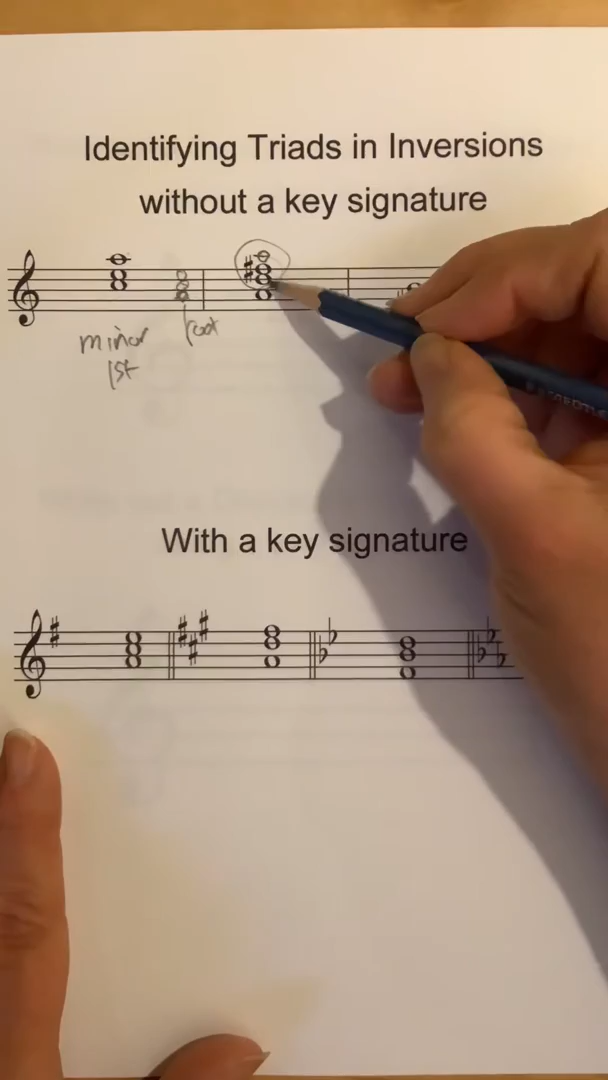 Identifying Triads in Inversions
without a key signature
minor root
1st
With a key signature